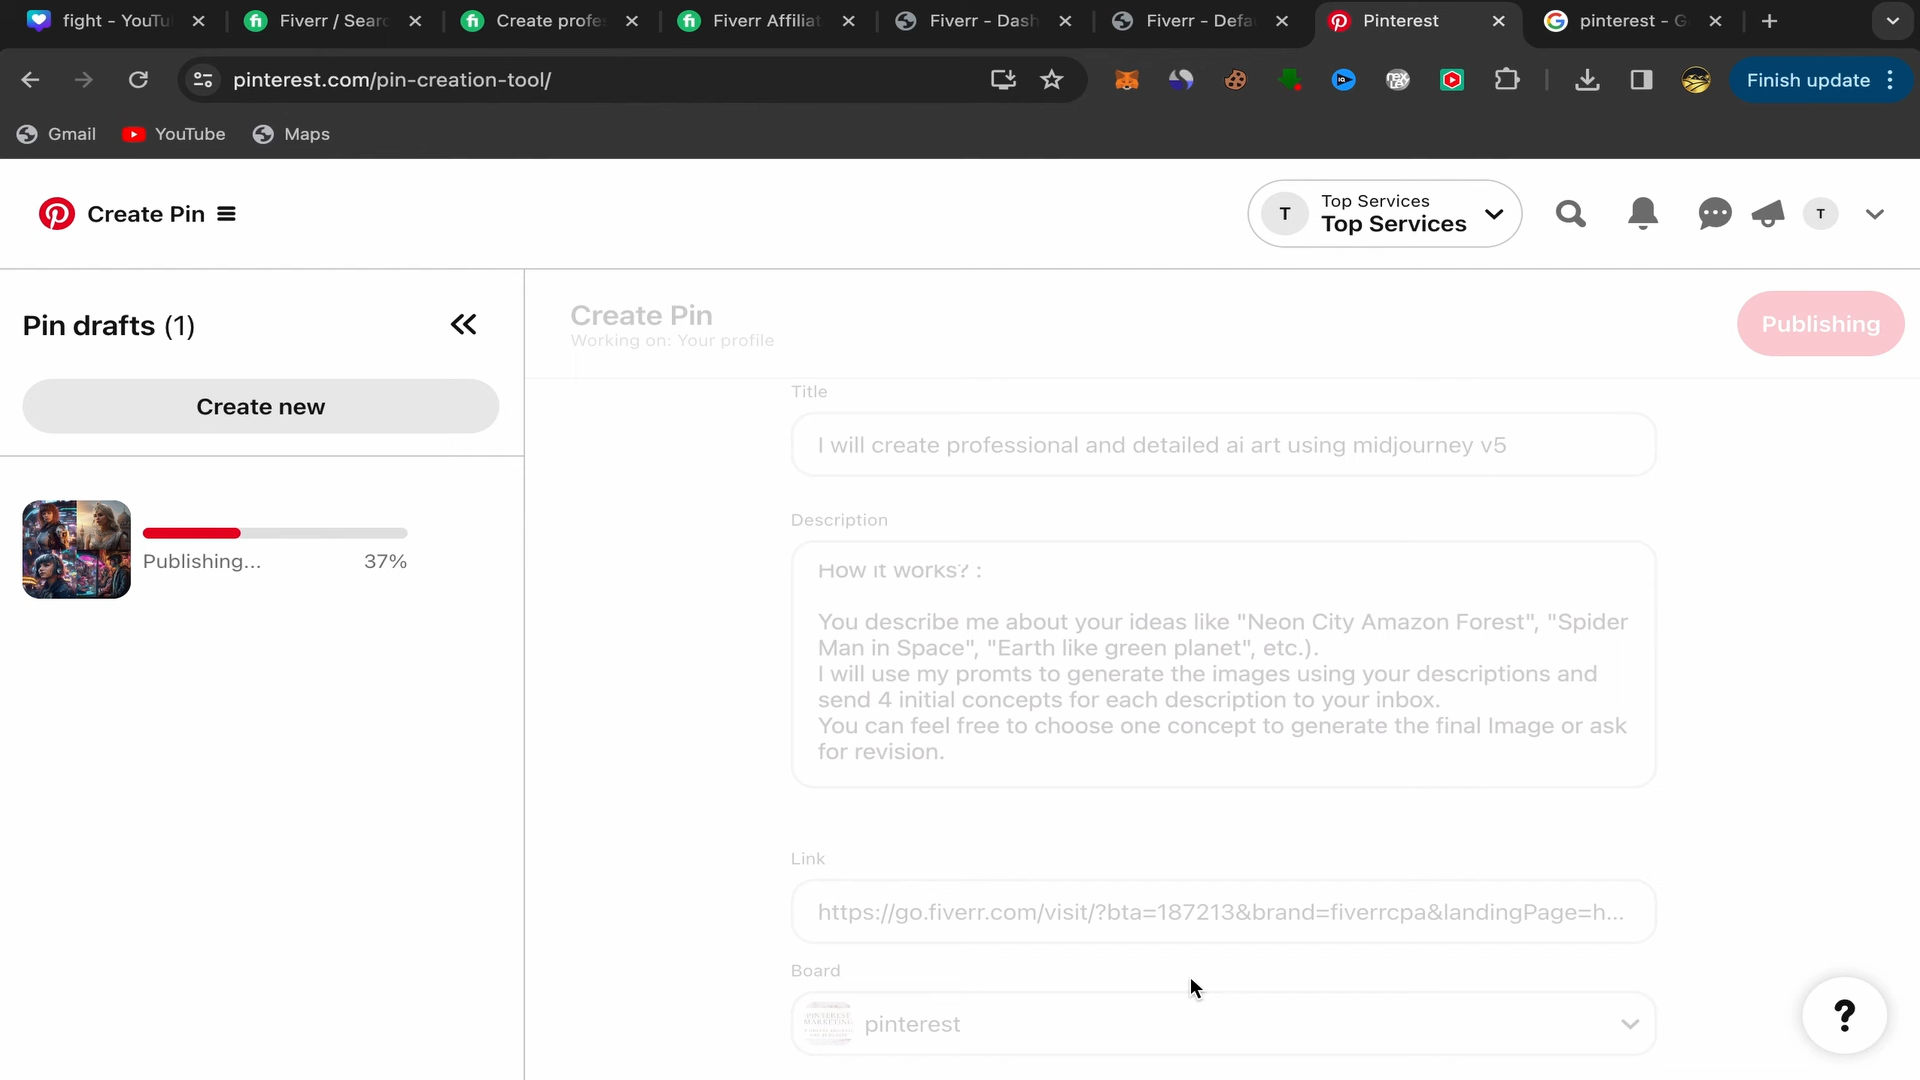 fight - YouTu
Fiverr / Searc
Create profe
Fiverr Affiliat
Fiverr - Dash
Fiverr - Defa
Pinterest
pinterest - G
pinterest.com/pin-creation-tool/
Finish update
Gmail
YouTube
Maps
Create Pin
T
Top Services
Top Services
T
Pin drafts (1)
Create Pin
Working on: Your profile
Publishing
Create new
Title
I will create professional and detailed ai art using midjourney v5
Publishing...
37%
Description
How it works? :
You describe me about your ideas like "Neon City Amazon Forest", "Spider
Man in Space", "Earth like green planet", etc.).
I will use my promts to generate the images using your descriptions and
send 4 initial concepts for each description to your inbox.
You can feel free to choose one concept to generate the final Image or ask
for revision.
Link
https://go.fiverr.com/visit/?bta=187213&brand=fiverrcpa&landingPage=h...
Board
PINTEREST
MARKETING
pinterest
?